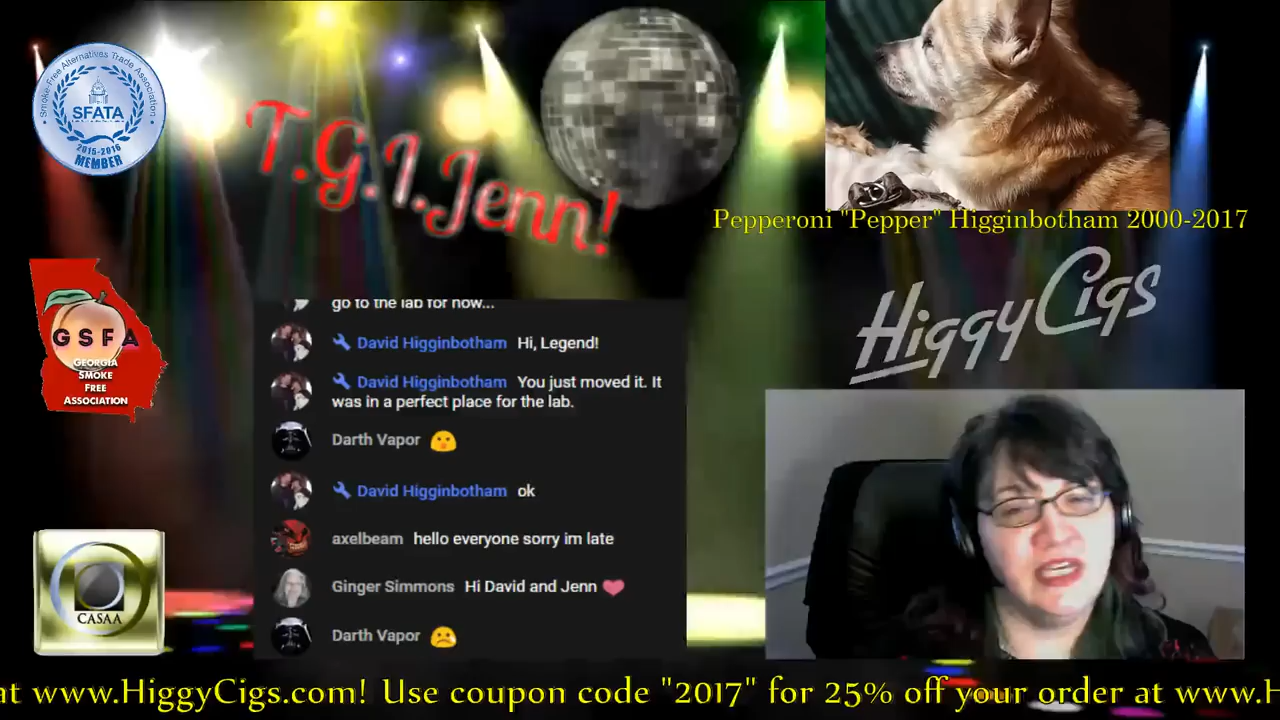 Smoke-Free Alternatives Trade Association
SFATA
2015-2016
MEMBER
T.G.I.Jenn!
Pepperoni "Pepper" Higginbotham 2000-2017
HiggyCigs
GSFA
GEORGIA
SMOKE
FREE
ASSOCIATION
go to the lab for now...
David Higginbotham Hi, Legend!
David Higginbotham You just moved it. It
was in a perfect place for the lab.
Darth Vapor
David Higginbotham ok
axelbeam hello everyone sorry im late
Ginger Simmons Hi David and Jenn
Darth Vapor
CASAA
at www.HiggyCigs.com! Use coupon code "2017" for 25% off your order at www.H